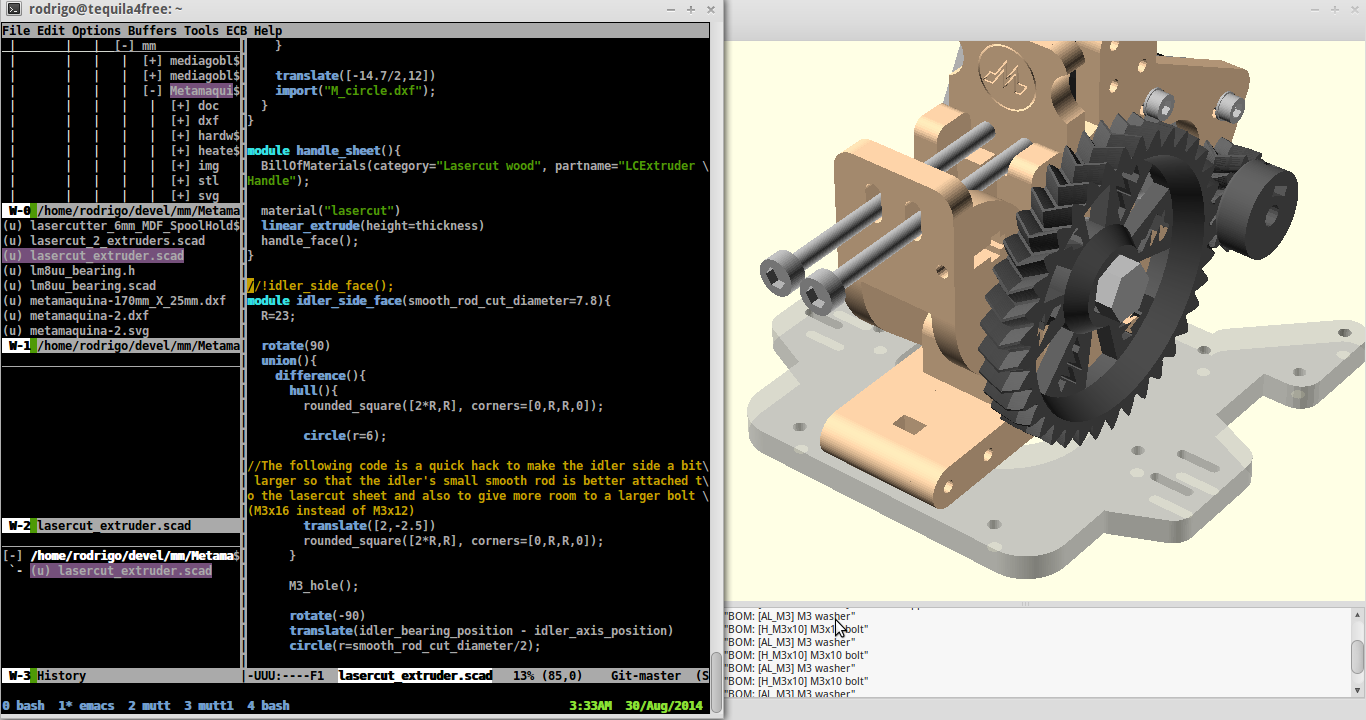 rodrigo@tequila4free: ~
File Edit Options Buffers Tools ECB Help
[-] mm
[+] mediagobl$
[+] mediagobl$
[-] Metamaqui$
[+] doc
[+] dxf
[+] hardw$
[+] heate$
[+] img
[+] stl
[+] svg
W-0 /home/rodrigo/devel/mm/Metama
(u) lasercutter_6mm_MDF_SpoolHold$
(u) lasercut_2_extruders.scad
(u) lasercut_extruder.scad
(u) lm8uu_bearing.h
(u) lm8uu_bearing.scad
(u) metamaquina-170mm_X_25mm.dxf
(u) metamaquina-2.dxf
(u) metamaquina-2.svg
W-1 /home/rodrigo/devel/mm/Metama
W-2 lasercut_extruder.scad
[-] /home/rodrigo/devel/mm/Metama$
`- (u) lasercut_extruder.scad
W-3 History
}
translate([-14.7/2,12])
import("M_circle.dxf");
}
}
module handle_sheet(){
BillOfMaterials(category="Lasercut wood", partname="LCExtruder \
Handle");
material("lasercut")
linear_extrude(height=thickness)
handle_face();
}
//!idler_side_face();
module idler_side_face(smooth_rod_cut_diameter=7.8){
R=23;
rotate(90)
union(){
difference(){
hull(){
rounded_square([2*R,R], corners=[0,R,R,0]);
circle(r=6);
//The following code is a quick hack to make the idler side a bit\
larger so that the idler's small smooth rod is better attached t\
o the lasercut sheet and also to give more room to a larger bolt \
(M3x16 instead of M3x12)
translate([2,-2.5])
rounded_square([2*R,R], corners=[0,R,R,0]);
}
M3_hole();
rotate(-90)
translate(idler_bearing_position - idler_axis_position)
circle(r=smooth_rod_cut_diameter/2);
-UUU:----F1 lasercut_extruder.scad 13% (85,0) Git-master (S
0 bash 1* emacs 2 mutt 3 mutt1 4 bash 3:33AM 30/Aug/2014
"BOM: [AL_M3] M3 washer"
"BOM: [H_M3x10] M3x10 bolt"
"BOM: [AL_M3] M3 washer"
"BOM: [H_M3x10] M3x10 bolt"
"BOM: [AL_M3] M3 washer"
"BOM: [H_M3x10] M3x10 bolt"
"BOM: [AL_M3] M3 washer"